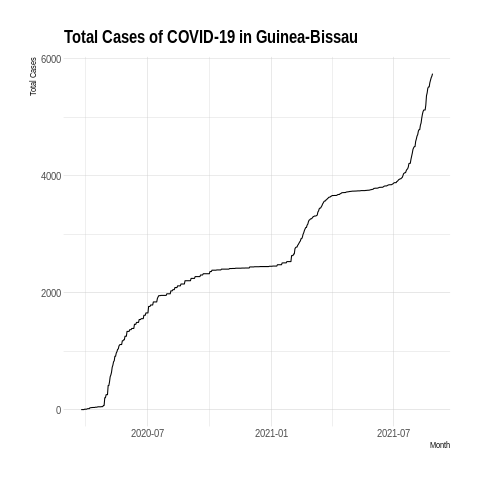 Total Cases of COVID-19 in Guinea-Bissau
Total Cases
6000
4000
2000
0
2020-07 2021-01 2021-07
Month